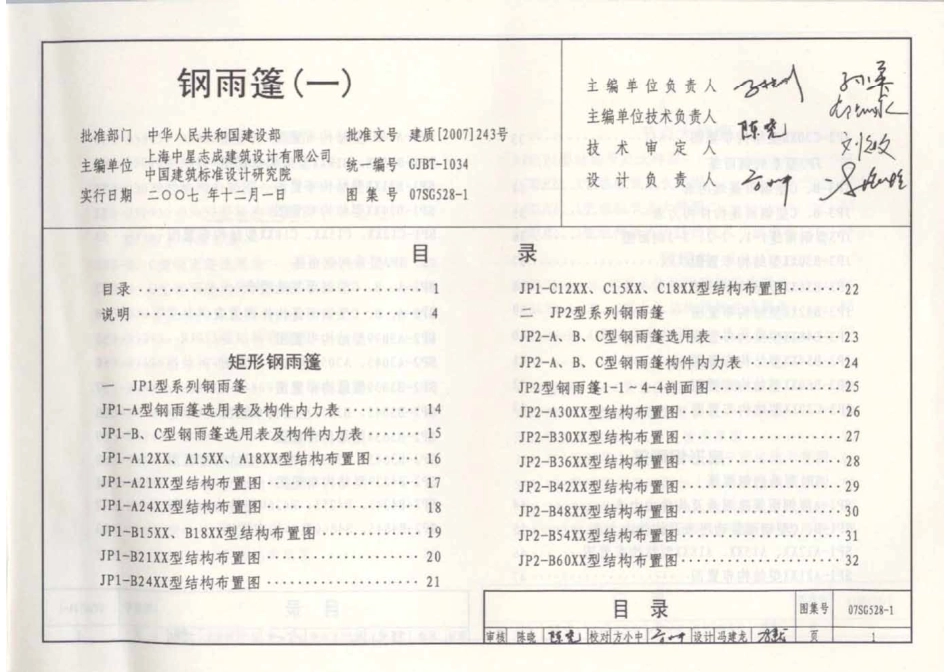 钢雨篷(一)
批准部门 中华人民共和国建设部 批准文号 建质[2007]243号
主编单位 上海中星志成建筑设计有限公司
中国建筑标准设计研究院
统一编号 GJBT-1034
实行日期 二〇〇七年十二月一日 图集号 07SG528-1
主编单位负责人
主编单位技术负责人
技术审定人
设计负责人
目 录
目录 1
说明 4
矩形钢雨篷
一 JP1型系列钢雨篷
JP1-A型钢雨篷选用表及构件内力表 14
JP1-B、C型钢雨篷选用表及构件内力表 15
JP1-A12XX、A15XX、A18XX型结构布置图 16
JP1-A21XX型结构布置图 17
JP1-A24XX型结构布置图 18
JP1-B15XX、B18XX型结构布置图 19
JP1-B21XX型结构布置图 20
JP1-B24XX型结构布置图 21
JP1-C12XX、C15XX、C18XX型结构布置图 22
二 JP2型系列钢雨篷
JP2-A、B、C型钢雨篷选用表 23
JP2-A、B、C型钢雨篷构件内力表 24
JP2型钢雨篷1-1~4-4剖面图 25
JP2-A30XX型结构布置图 26
JP2-B30XX型结构布置图 27
JP2-B36XX型结构布置图 28
JP2-B42XX型结构布置图 29
JP2-B48XX型结构布置图 30
JP2-B54XX型结构布置图 31
JP2-B60XX型结构布置图 32
目 录 图集号 07SG528-1
审核 陈晓 校对 方小中 设计 冯建龙 页 1